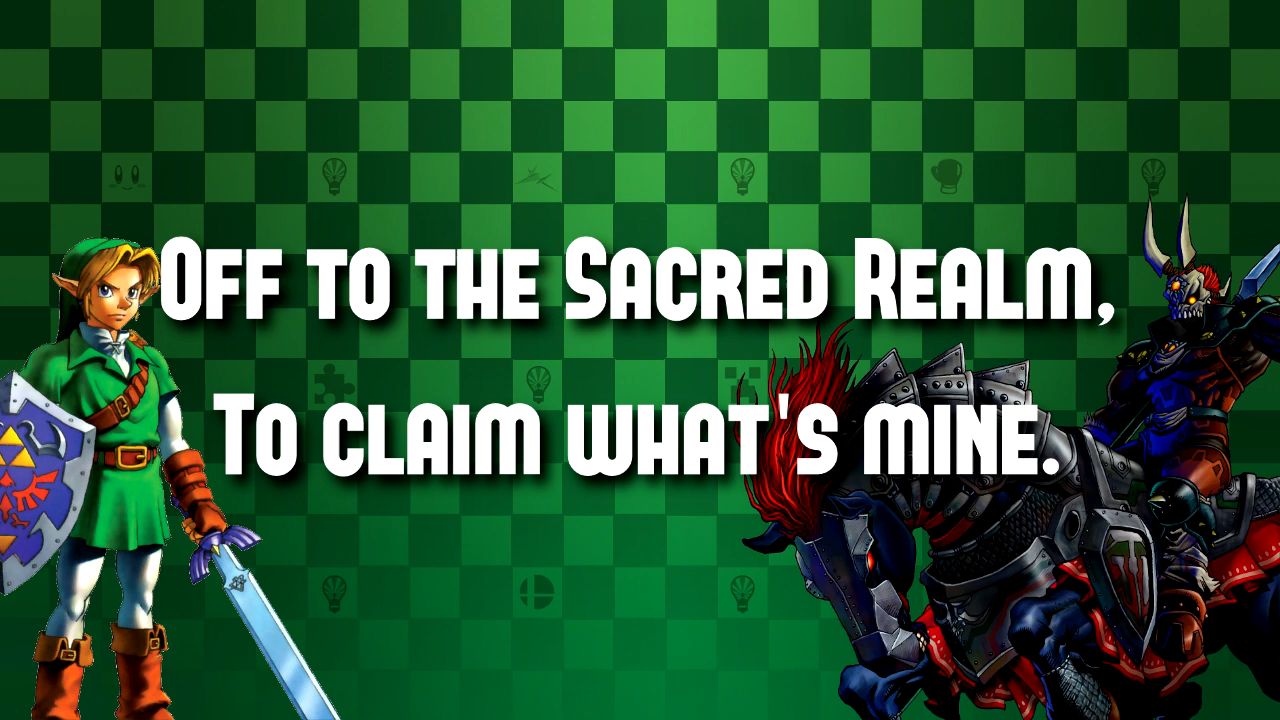 Off to the Sacred Realm,
To claim what's mine.